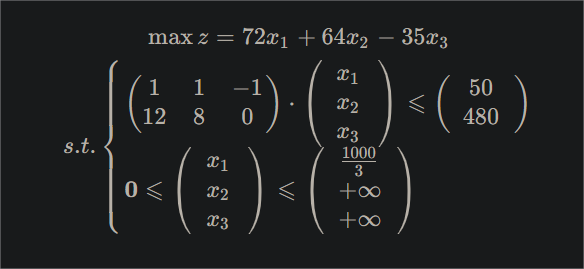 max z = 72x₁ + 64x₂ − 35x₃
s.t. { ( 1 1 −1 ; 12 8 0 ) · ( x₁ ; x₂ ; x₃ ) ⩽ ( 50 ; 480 )
𝟎 ⩽ ( x₁ ; x₂ ; x₃ ) ⩽ ( 1000/3 ; +∞ ; +∞ )